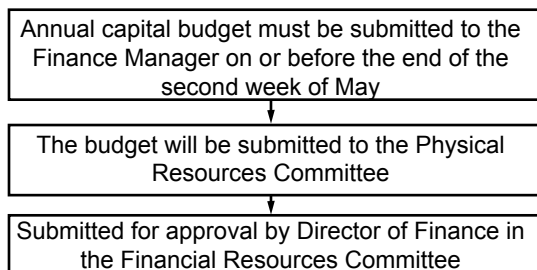 Annual capital budget must be submitted to the
Finance Manager on or before the end of the
second week of May
The budget will be submitted to the Physical
Resources Committee
Submitted for approval by Director of Finance in
the Financial Resources Committee